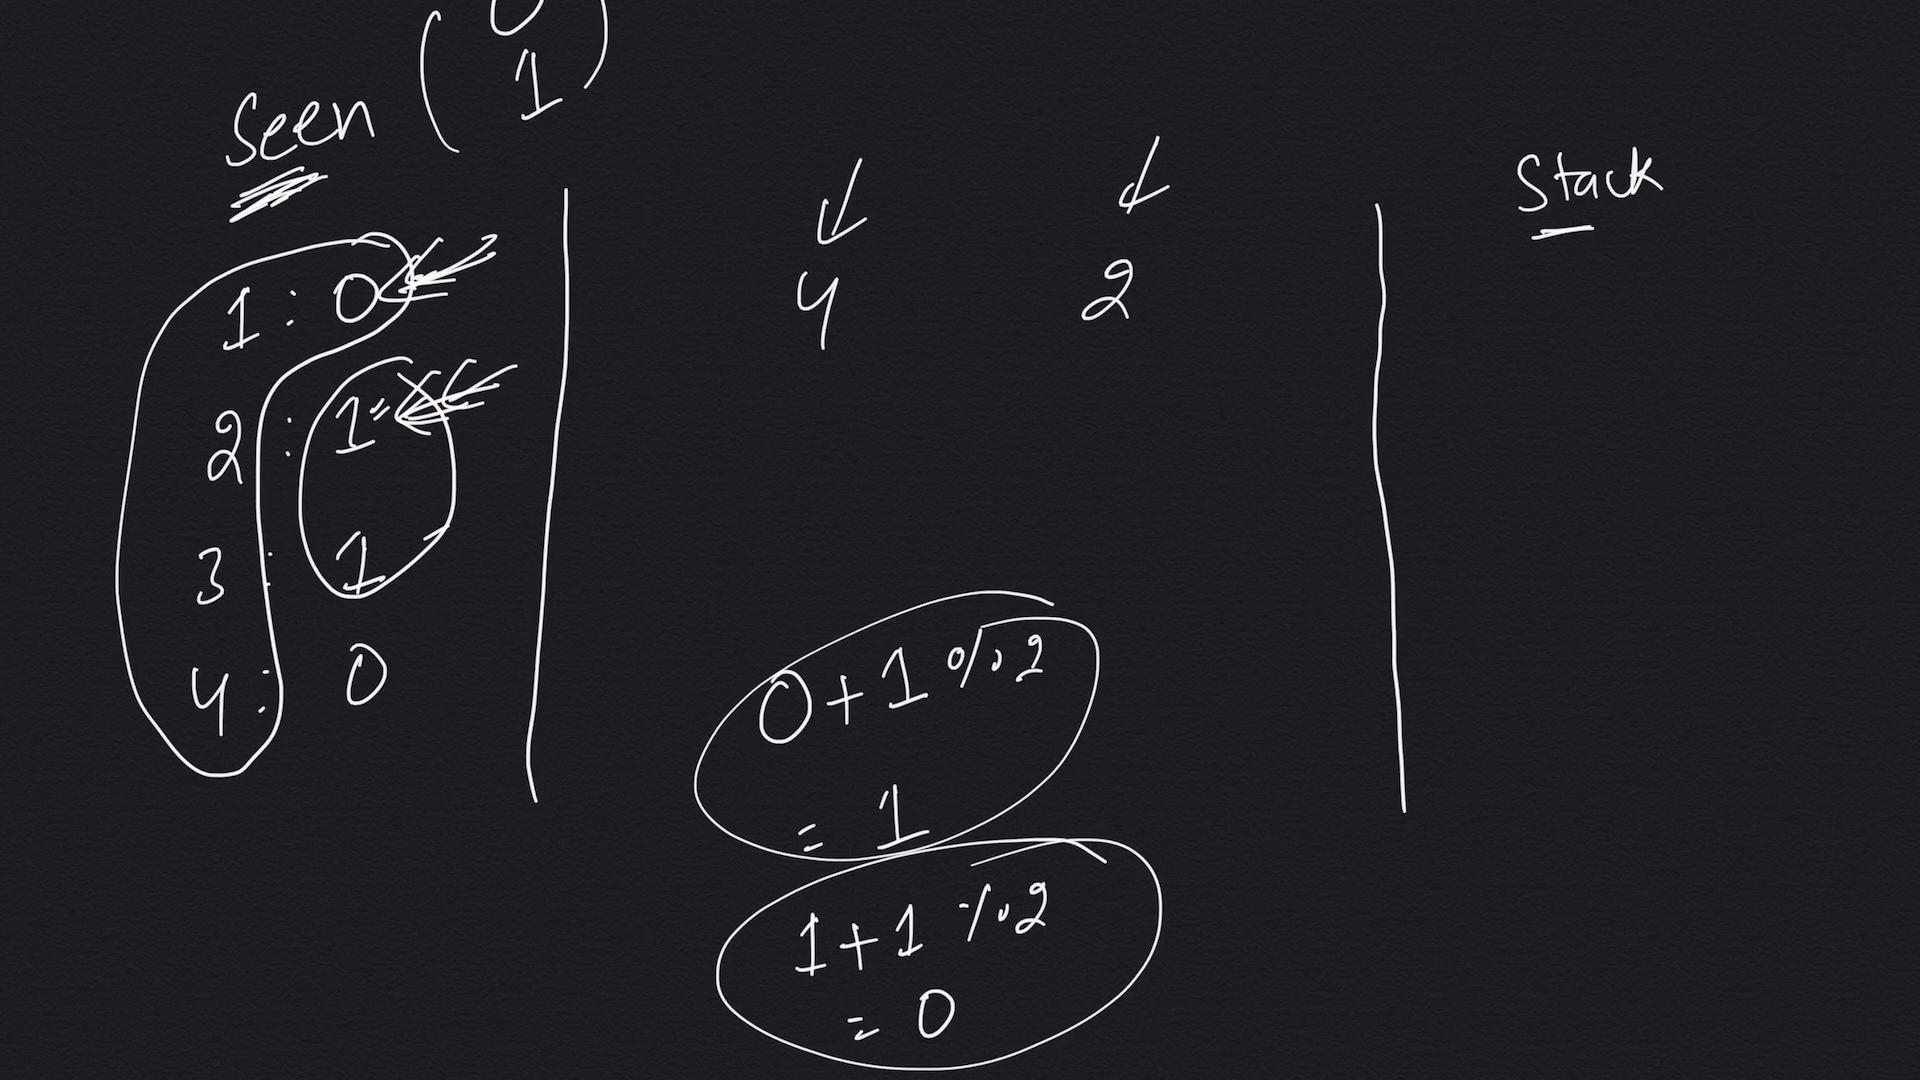 0
Seen ( 1 )
Stack
1 : 0
4 2
2 : 1
3 : 1
4 : 0
0 + 1 % 2
= 1
1 + 1 % 2
= 0